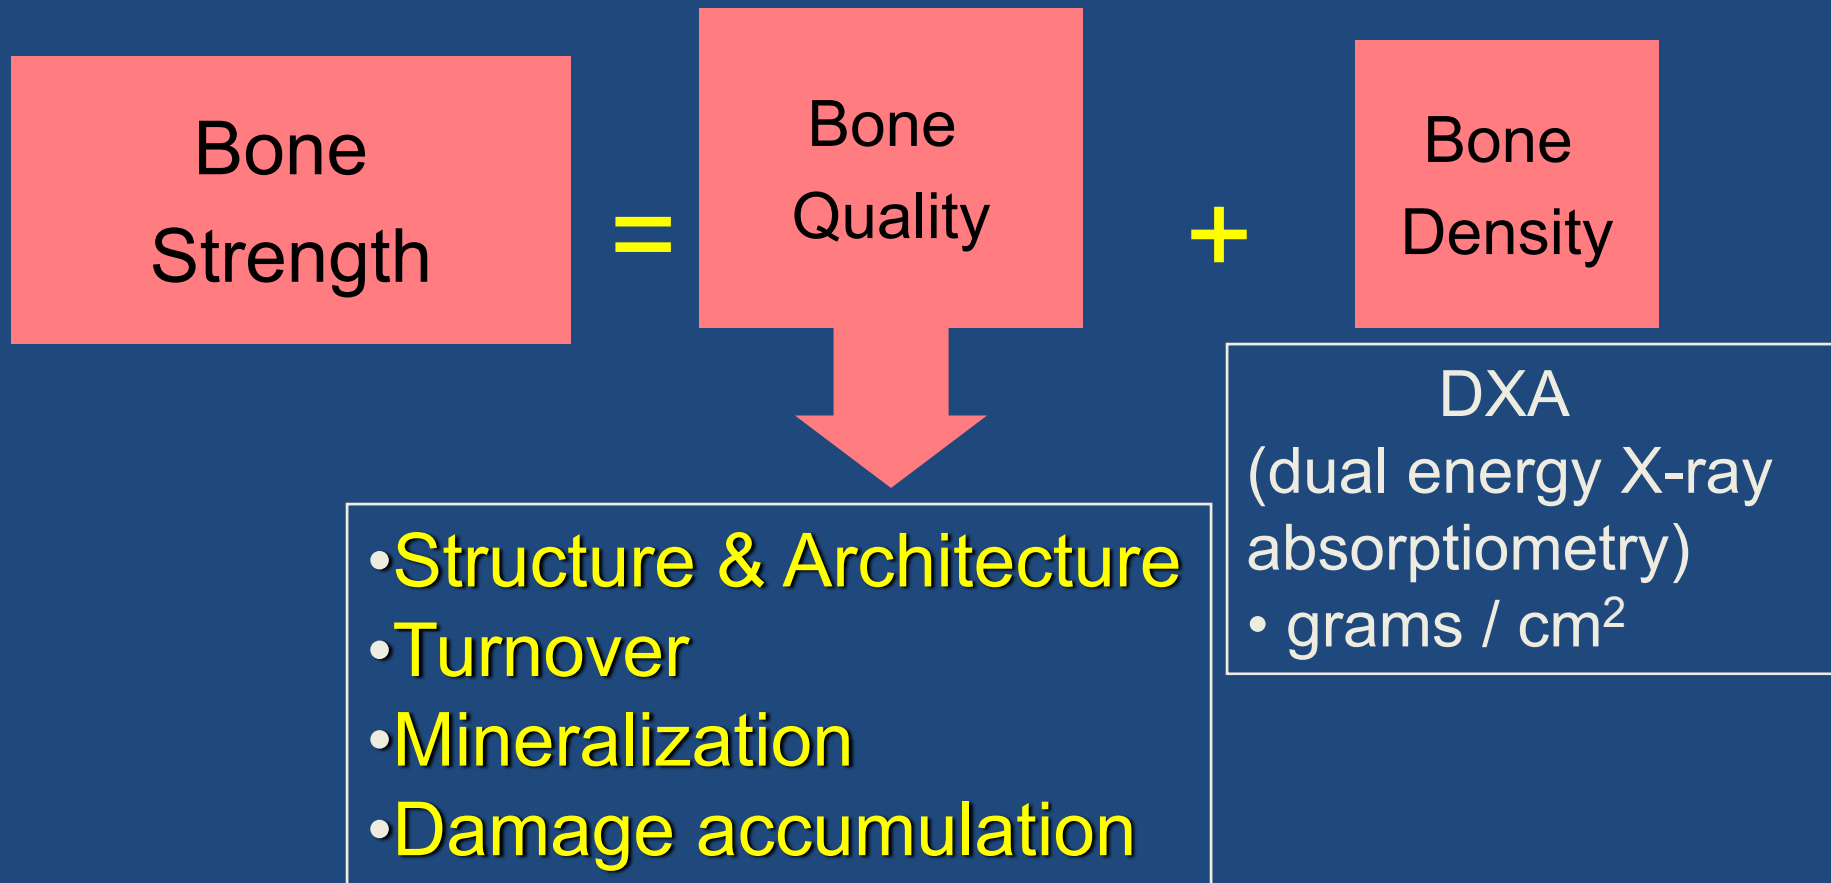 Bone
Strength
=
Bone
Quality
+
Bone
Density
DXA
(dual energy X-ray
absorptiometry)
• grams / cm²
•Structure & Architecture
•Turnover
•Mineralization
•Damage accumulation